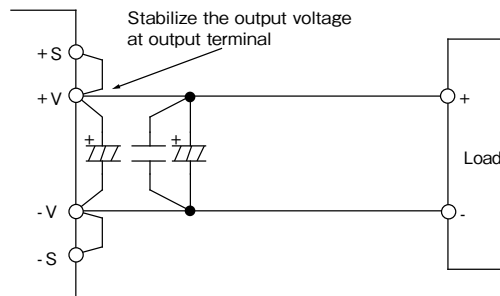 Stabilize the output voltage
at output terminal
+S
+V
+
+
-V
-S
+
Load
-